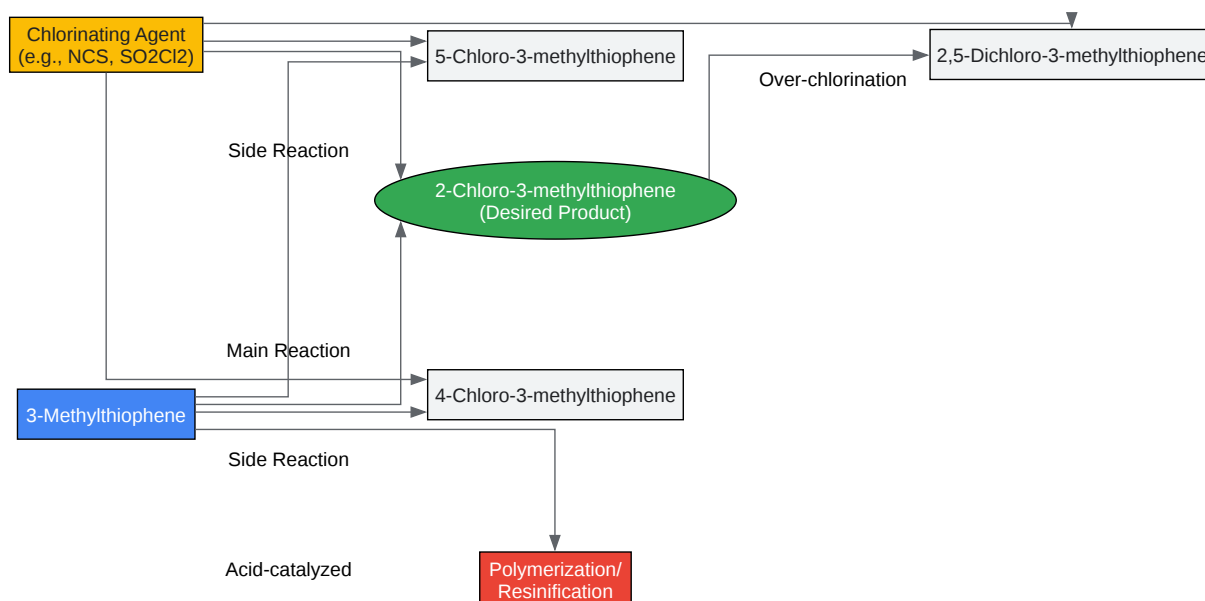 Chlorinating Agent
(e.g., NCS, SO2Cl2)
5-Chloro-3-methylthiophene
2,5-Dichloro-3-methylthiophene
Over-chlorination
Side Reaction
2-Chloro-3-methylthiophene
(Desired Product)
Main Reaction
3-Methylthiophene
4-Chloro-3-methylthiophene
Side Reaction
Acid-catalyzed
Polymerization/
Resinification